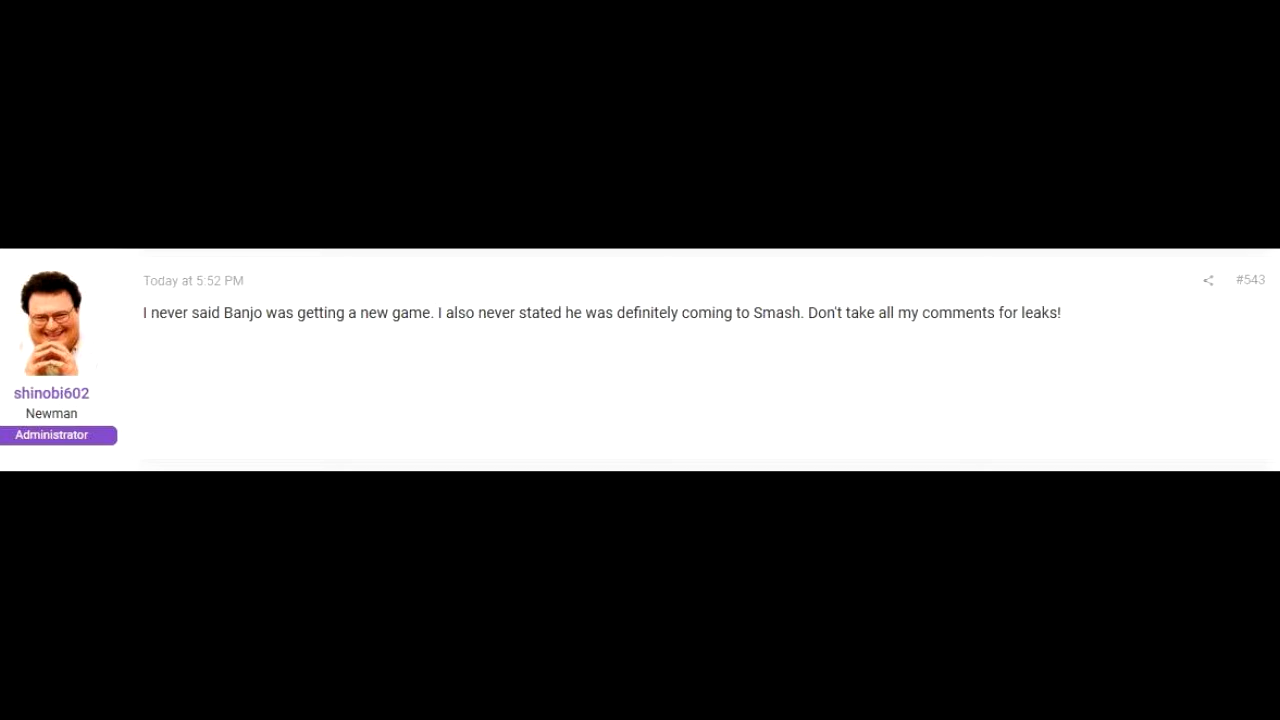 Today at 5:52 PM
#543
I never said Banjo was getting a new game. I also never stated he was definitely coming to Smash. Don't take all my comments for leaks!
shinobi602
Newman
Administrator